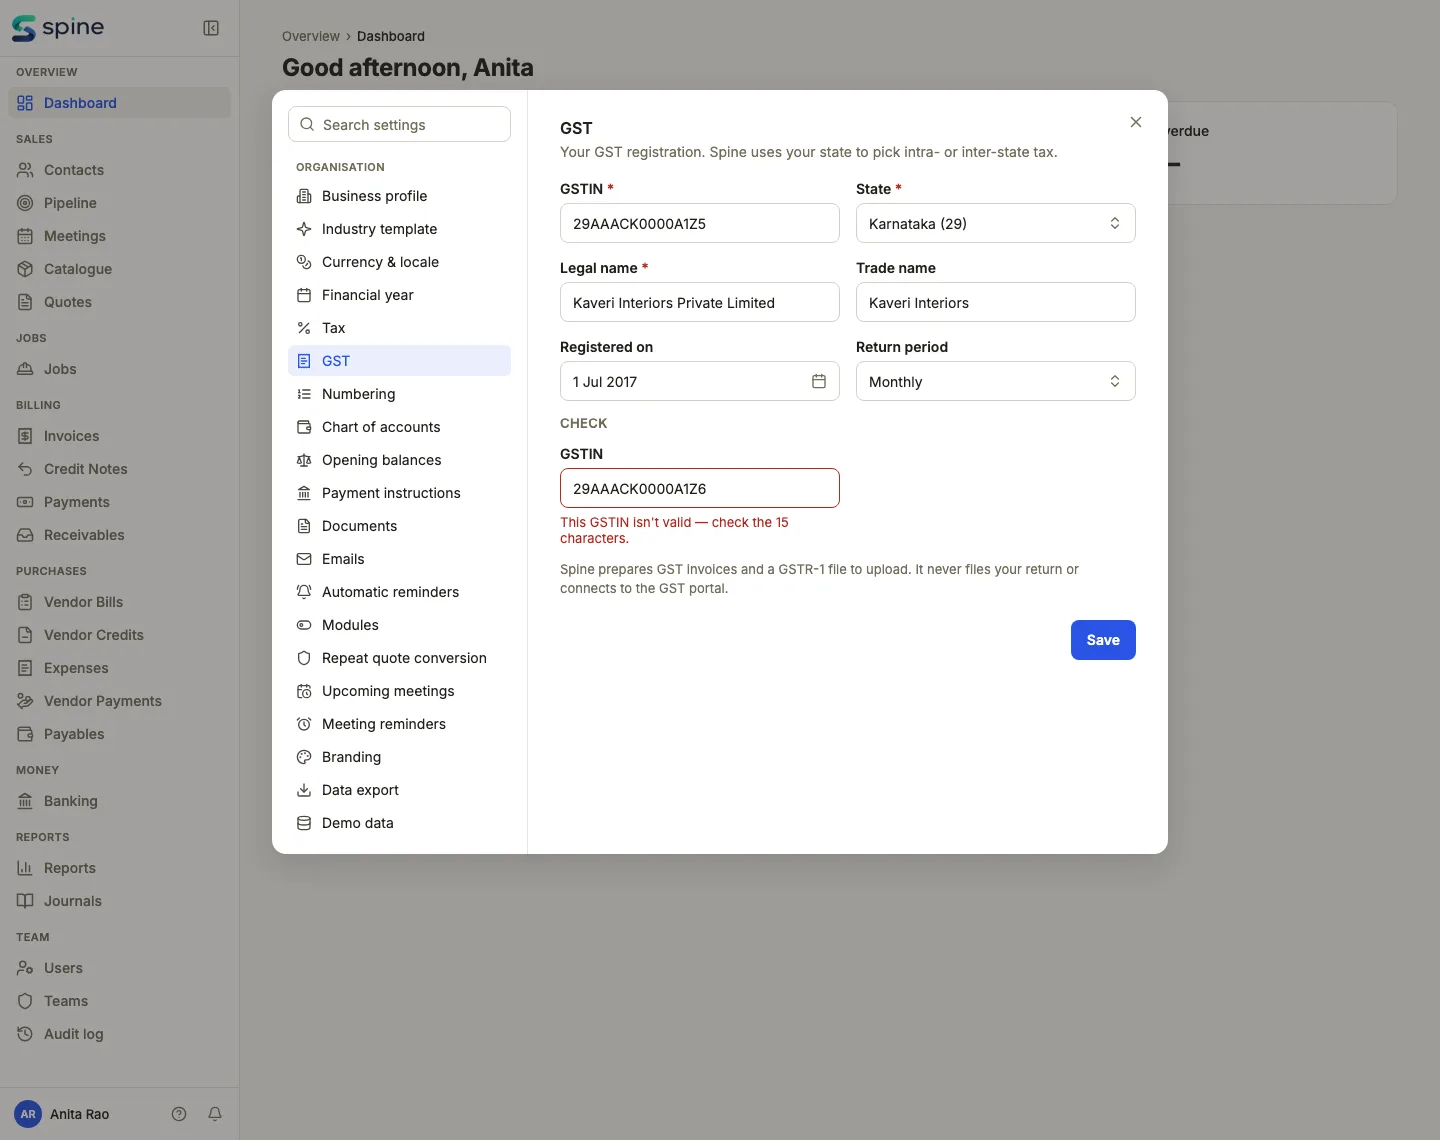 spine
OVERVIEW
Dashboard
SALES
Contacts
Pipeline
Meetings
Catalogue
Quotes
JOBS
Jobs
BILLING
Invoices
Credit Notes
Payments
Receivables
PURCHASES
Vendor Bills
Vendor Credits
Expenses
Vendor Payments
Payables
MONEY
Banking
REPORTS
Reports
Journals
TEAM
Users
Teams
Audit log
AR Anita Rao
Overview › Dashboard
Good afternoon, Anita
verdue
Search settings
ORGANISATION
Business profile
Industry template
Currency & locale
Financial year
Tax
GST
Numbering
Chart of accounts
Opening balances
Payment instructions
Documents
Emails
Automatic reminders
Modules
Repeat quote conversion
Upcoming meetings
Meeting reminders
Branding
Data export
Demo data
GST
Your GST registration. Spine uses your state to pick intra- or inter-state tax.
GSTIN * State *
29AAACK0000A1Z5 Karnataka (29)
Legal name * Trade name
Kaveri Interiors Private Limited Kaveri Interiors
Registered on Return period
1 Jul 2017 Monthly
CHECK
GSTIN
29AAACK0000A1Z6
This GSTIN isn't valid — check the 15
characters.
Spine prepares GST invoices and a GSTR-1 file to upload. It never files your return or
connects to the GST portal.
Save